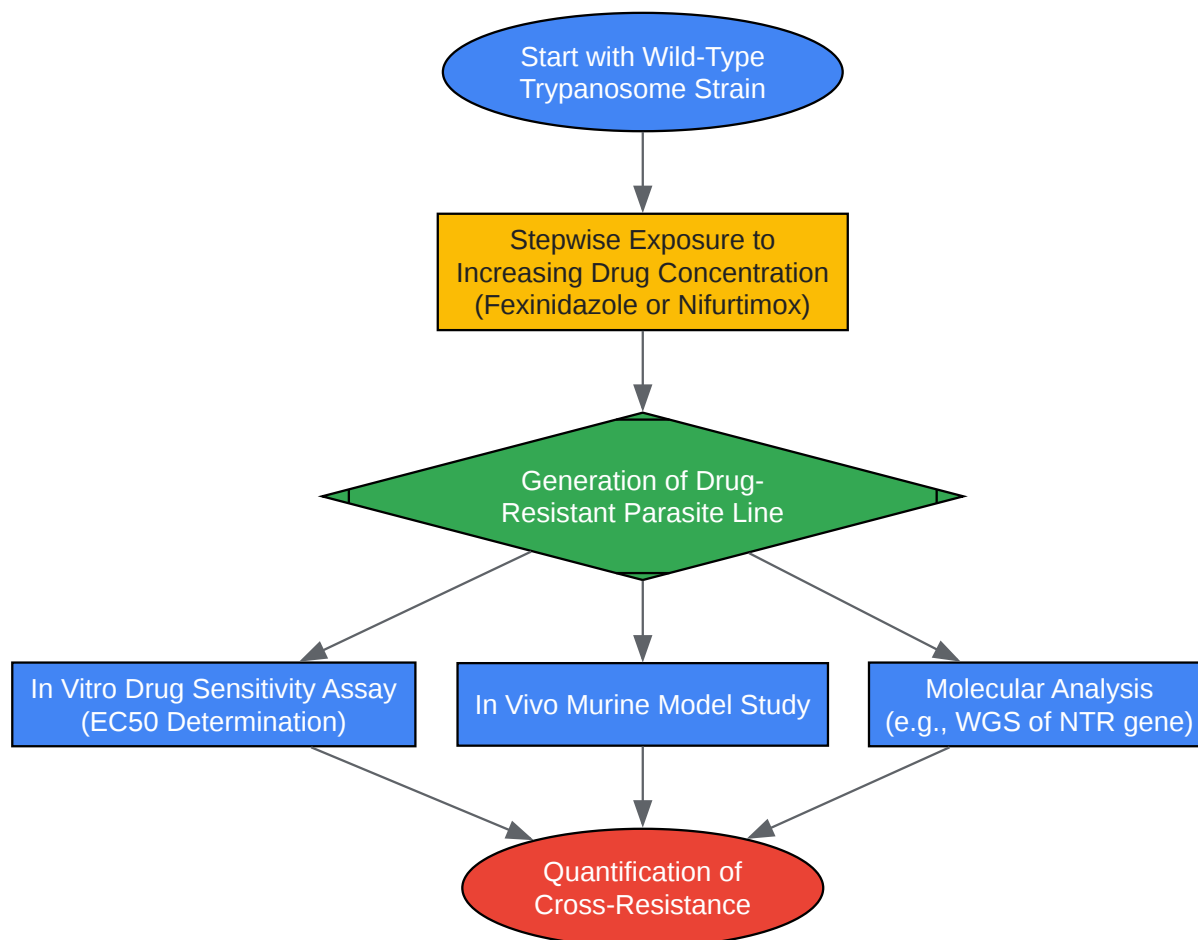 Start with Wild-Type
Trypanosome Strain
Stepwise Exposure to
Increasing Drug Concentration
(Fexinidazole or Nifurtimox)
Generation of Drug-
Resistant Parasite Line
In Vitro Drug Sensitivity Assay
(EC50 Determination)
In Vivo Murine Model Study
Molecular Analysis
(e.g., WGS of NTR gene)
Quantification of
Cross-Resistance